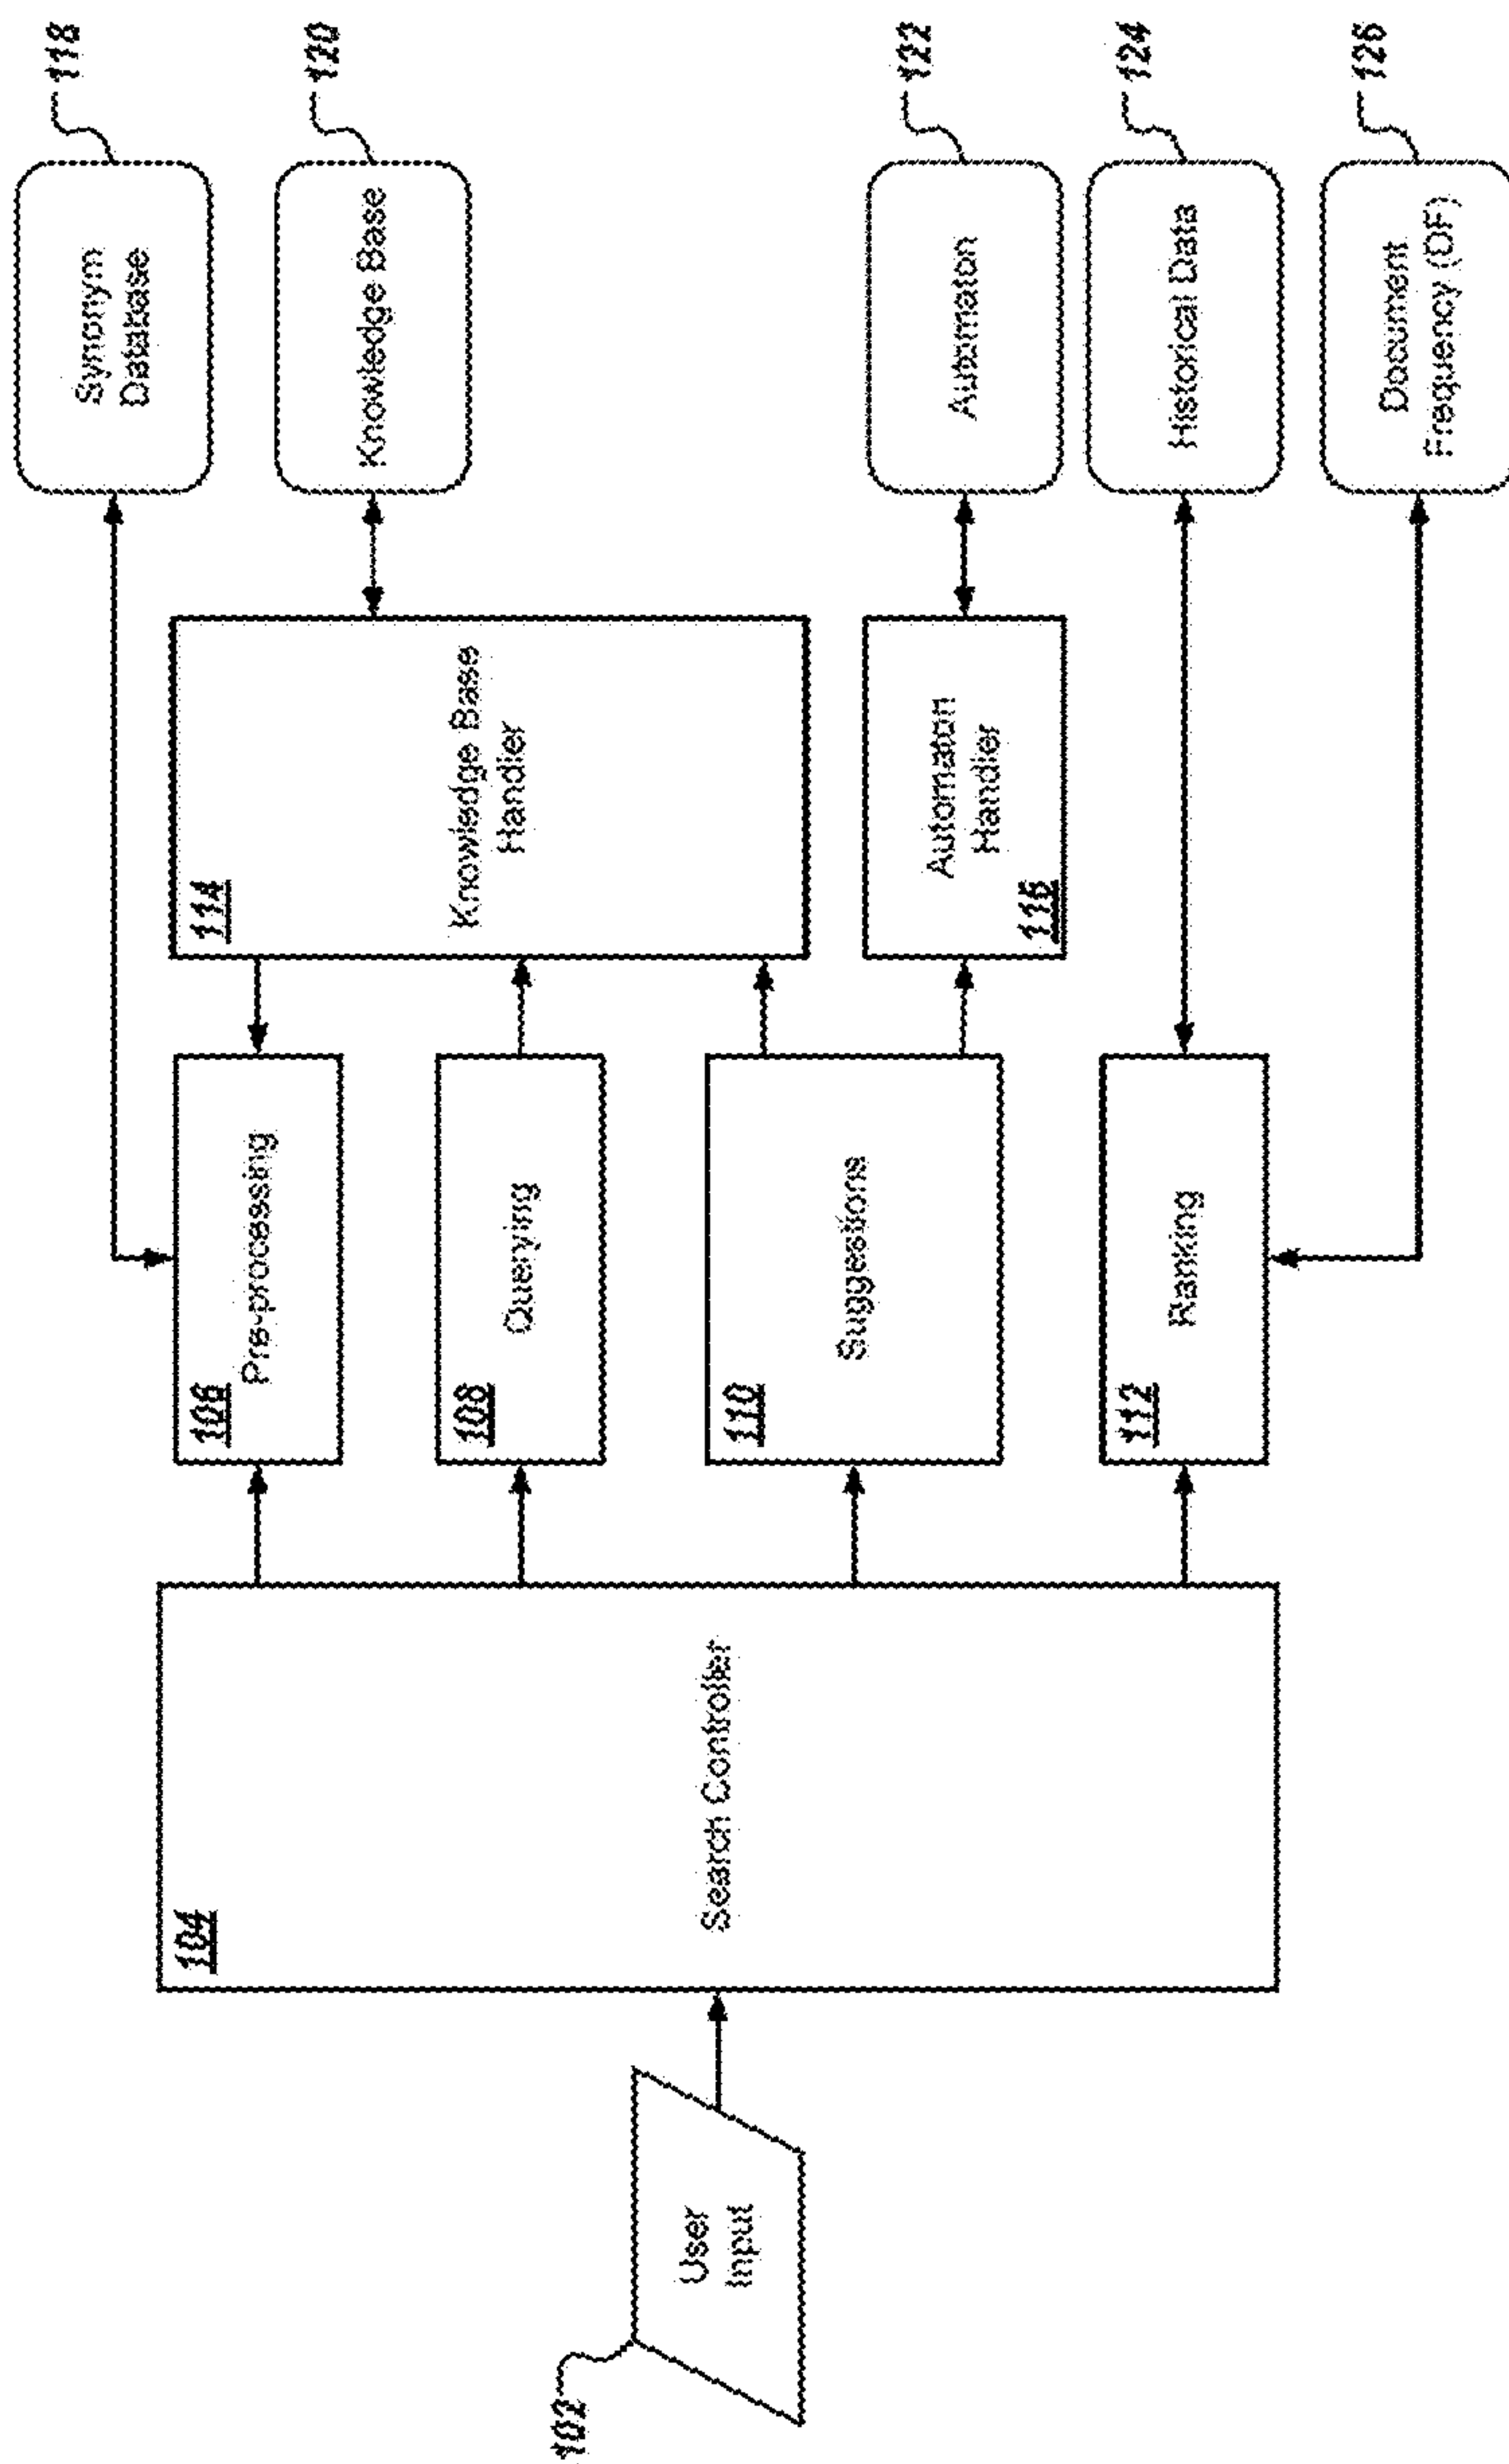 102
User
Input
104
Search Controller
106
Pre-processing
108
Querying
110
Suggestions
112
Ranking
114
Knowledge Base
Handler
Automaton
Handler
116
Synonym
Database
118
Knowledge Base
120
Automaton
122
Historical Data
124
Document
Frequency (DF)
126